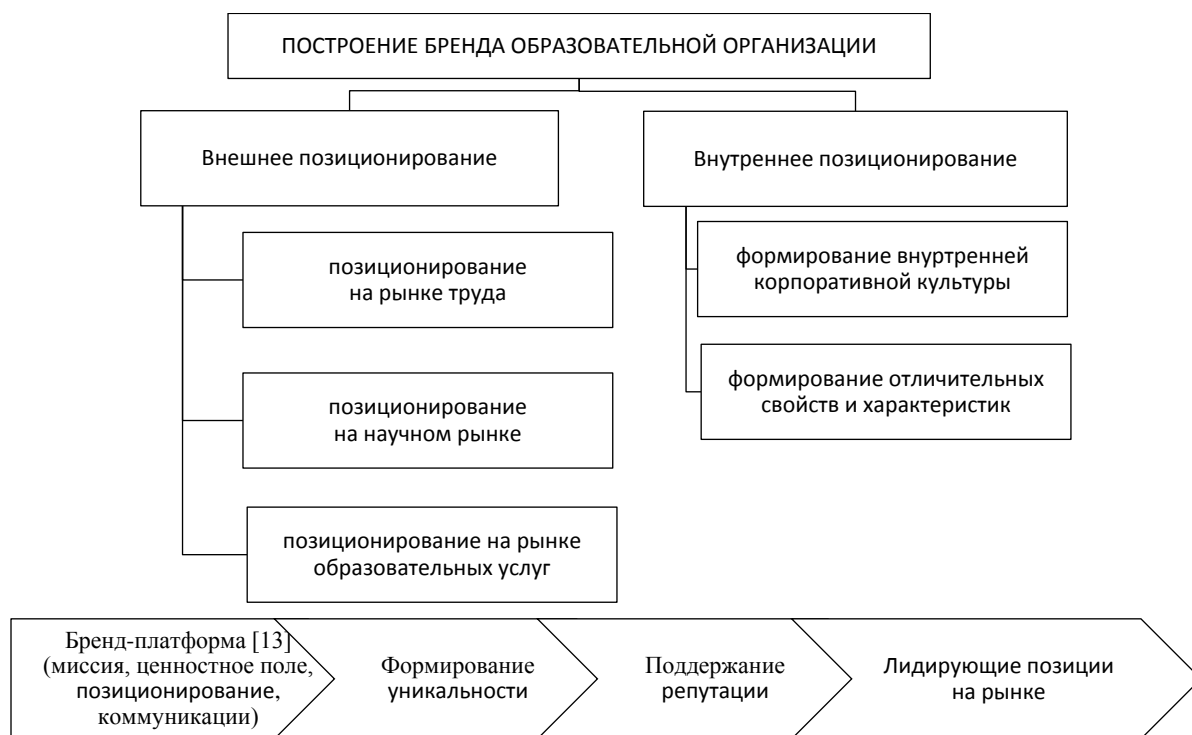 ПОСТРОЕНИЕ БРЕНДА ОБРАЗОВАТЕЛЬНОЙ ОРГАНИЗАЦИИ
Внешнее позиционирование
Внутреннее позиционирование
позиционирование
на рынке труда
формирование внуртренней
корпоративной культуры
позиционирование
на научном рынке
формирование отличительных
свойств и характеристик
позиционирование на рынке
образовательных услуг
Бренд-платформа [13]
(миссия, ценностное поле,
позиционирование,
коммуникации)
Формирование
уникальности
Поддержание
репутации
Лидирующие позиции
на рынке